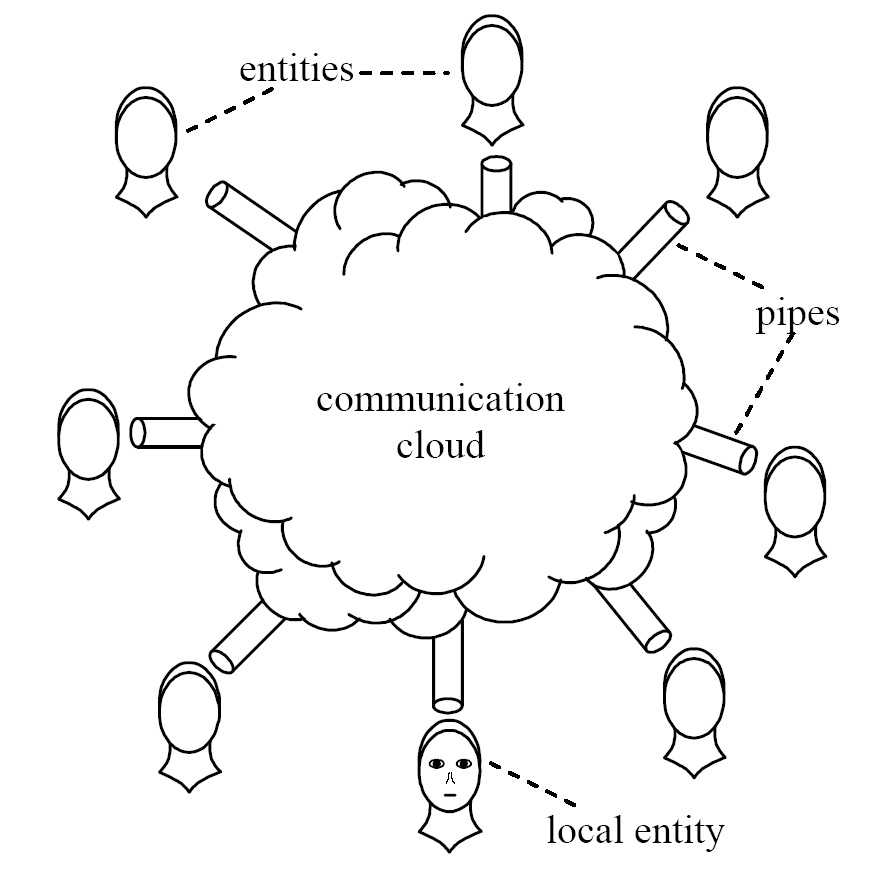 entities
pipes
communication
cloud
local entity